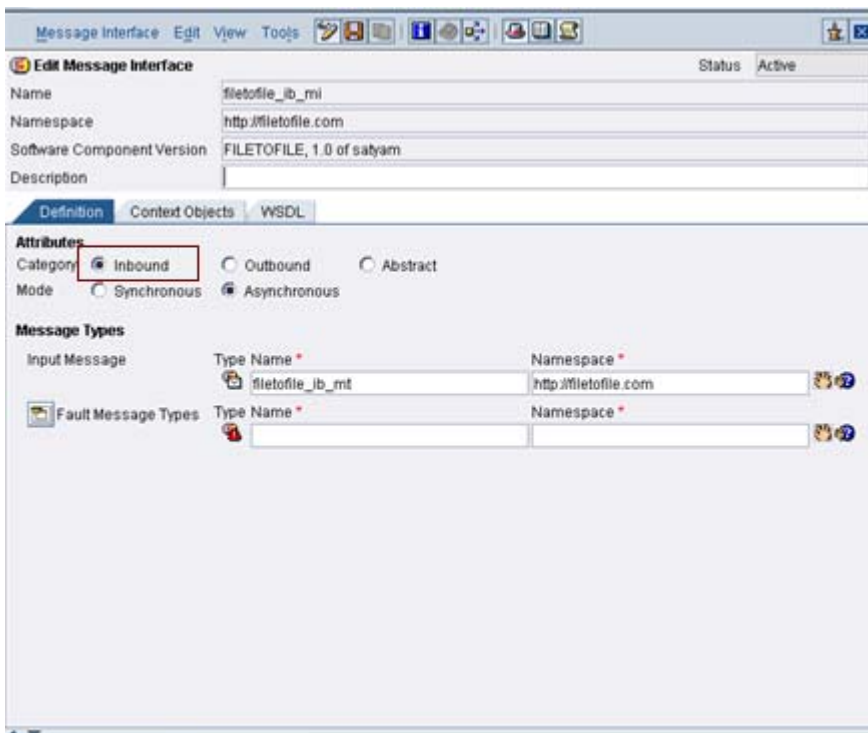 Message Interface Edit View Tools
Edit Message Interface Status Active
Name filetofile_ib_mi
Namespace http://filetofile.com
Software Component Version FILETOFILE, 1.0 of satyam
Description
Definition Context Objects WSDL
Attributes
Category Inbound Outbound Abstract
Mode Synchronous Asynchronous
Message Types
Input Message Type Name * Namespace *
filetofile_ib_mt http://filetofile.com
Fault Message Types Type Name * Namespace *